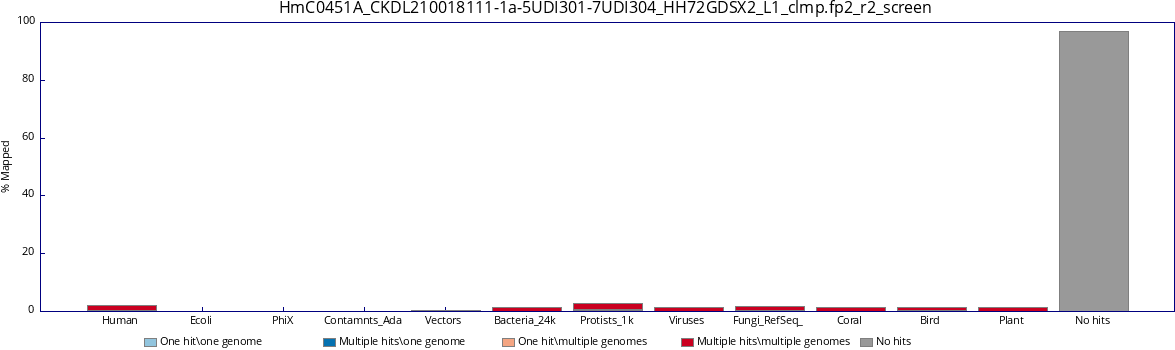 HmC0451A_CKDL210018111-1a-5UDI301-7UDI304_HH72GDSX2_L1_clmp.fp2_r2_screen
100
80
60
40
20
0
% Mapped
Human Ecoli PhiX Contamnts_Ada Vectors Bacteria_24k Protists_1k Viruses Fungi_RefSeq_ Coral Bird Plant No hits
One hit\one genome Multiple hits\one genome One hit\multiple genomes Multiple hits\multiple genomes No hits